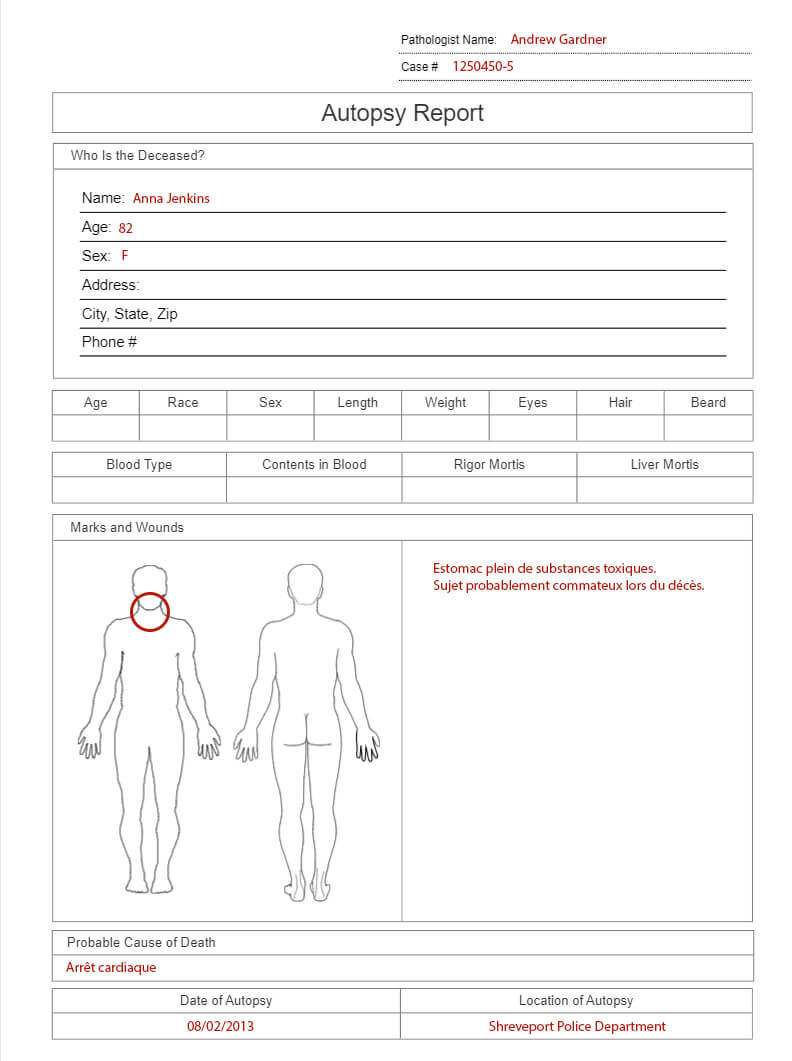 Pathologist Name: Andrew Gardner
Case # 1250450-5
Autopsy Report
Who Is the Deceased?
Name: Anna Jenkins
Age: 82
Sex: F
Address:
City, State, Zip
Phone #
Age Race Sex Length Weight Eyes Hair Beard
Blood Type Contents in Blood Rigor Mortis Liver Mortis
Marks and Wounds
Estomac plein de substances toxiques.
Sujet probablement commateux lors du décès.
Probable Cause of Death
Arrêt cardiaque
Date of Autopsy Location of Autopsy
08/02/2013 Shreveport Police Department